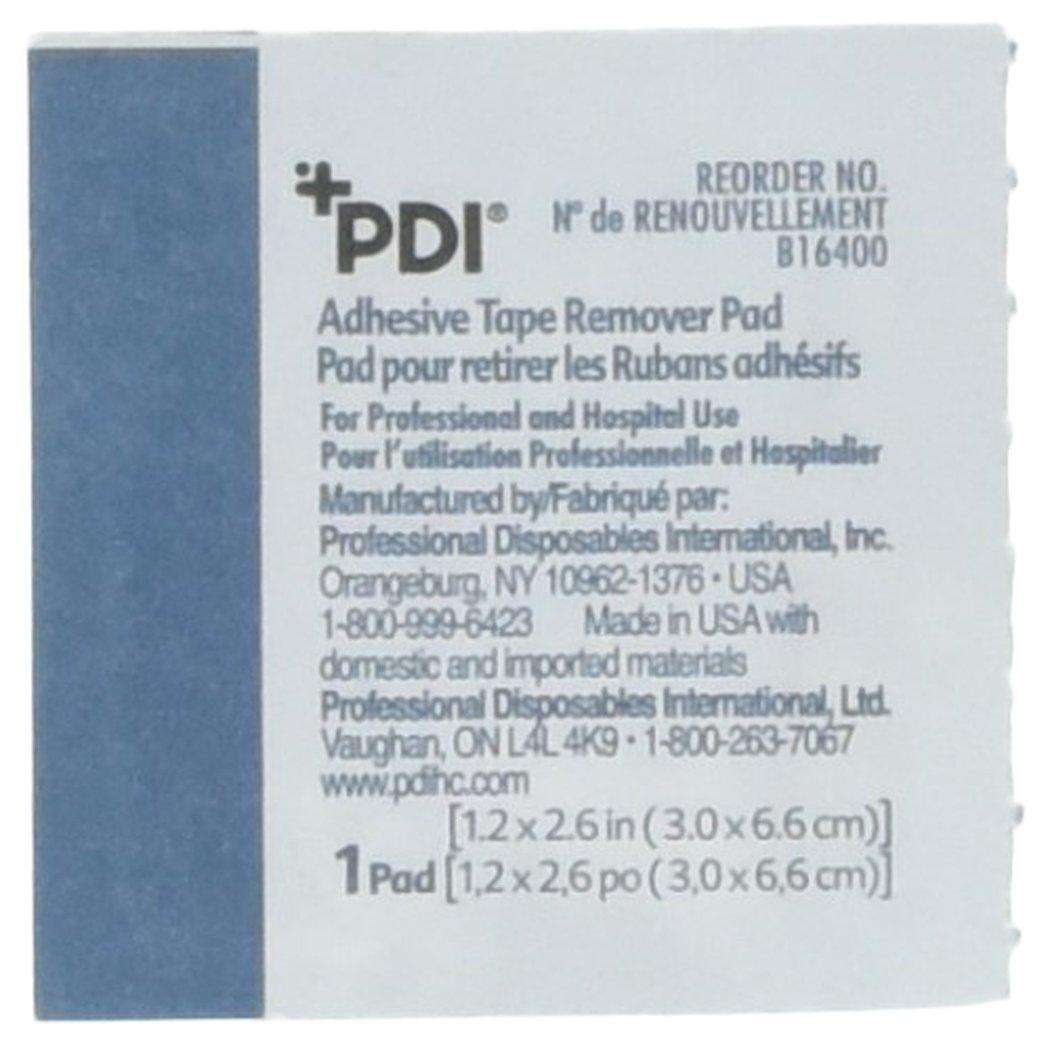 PDI®
REORDER NO.
N° de RENOUVELLEMENT
B16400
Adhesive Tape Remover Pad
Pad pour retirer les Rubans adhésifs
For Professional and Hospital Use
Pour l'utilisation Professionnelle et Hospitalier
Manufactured by/Fabriqué par:
Professional Disposables International, Inc.
Orangeburg, NY 10962-1376 • USA
1-800-999-6423 Made in USA with
domestic and imported materials
Professional Disposables International, Ltd.
Vaughan, ON L4L 4K9 • 1-800-263-7067
www.pdihc.com
[1.2 x 2.6 in ( 3.0 x 6.6 cm)]
1 Pad [1,2 x 2,6 po ( 3,0 x 6,6 cm)]